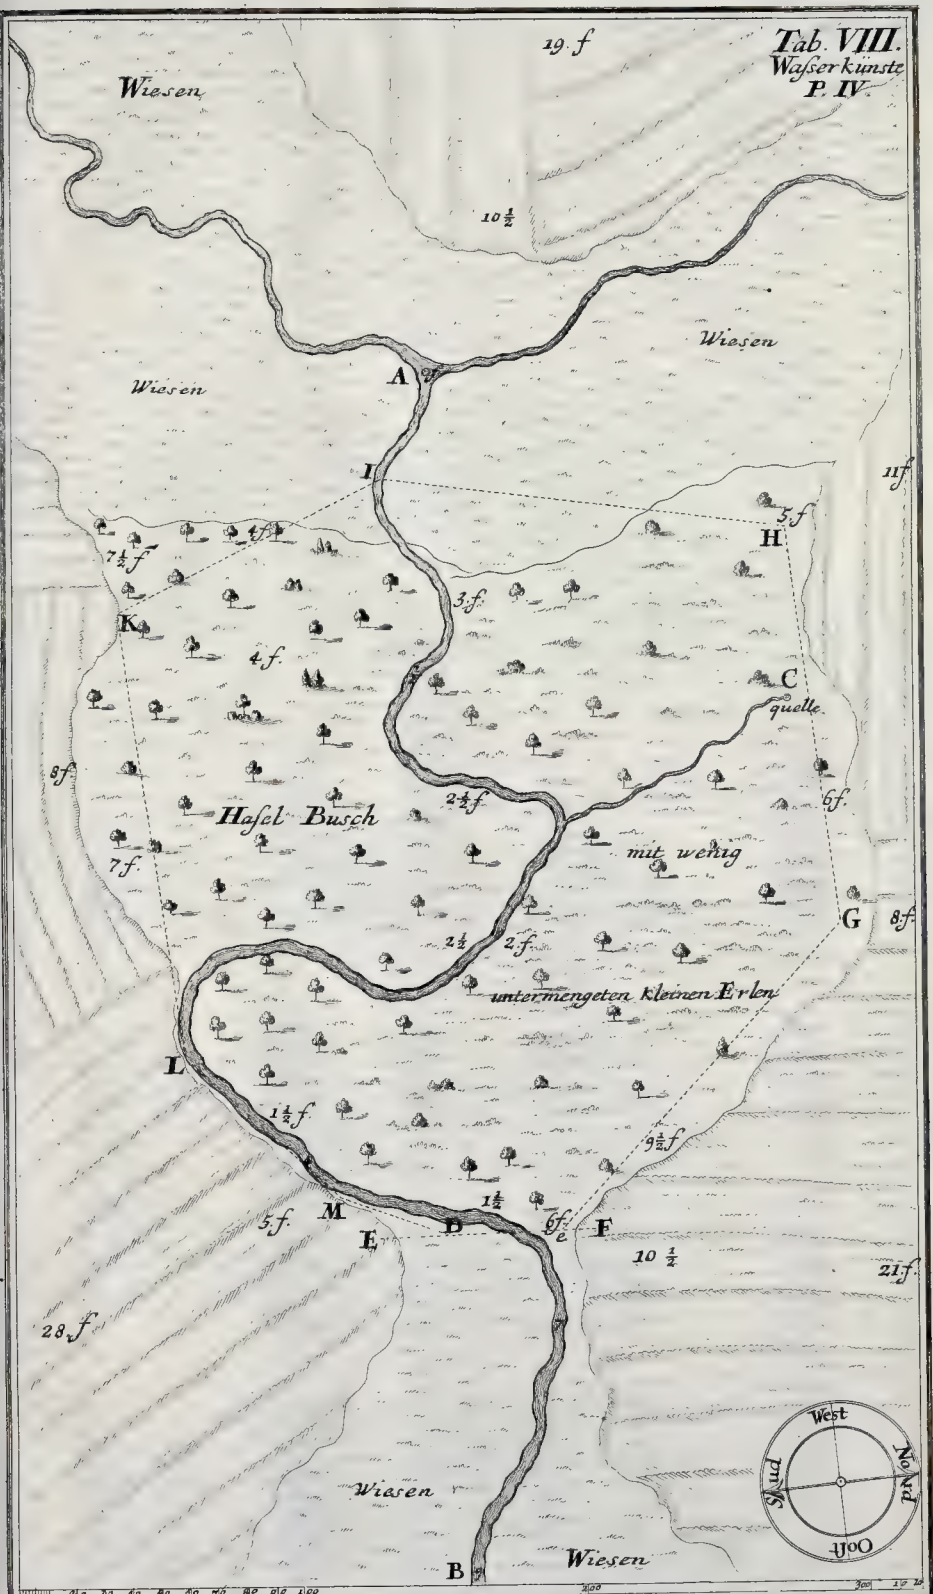 19. f
Tab. VIII.
Wasserkünste
P. IV.
Wiesen
10 1/2
Wiesen
A
Wiesen
I
11 f
5. f
4 f
H
7 1/2 f
3. f.
K
4 f.
C
quelle.
8 f.
2 1/2 f.
6 f.
Hasel Busch
mit wenig
7. f.
G
8. f.
2 1/2
2. f
untermengeten kleinen Erlen
L
1 1/2 f.
9 1/2 f
1 1/2
M
5. f.
D
6 f.
F
E
e
10 1/2
21. f.
28. f
West
Sud
Nord
Oost
Wiesen
B
Wiesen
100
200
300